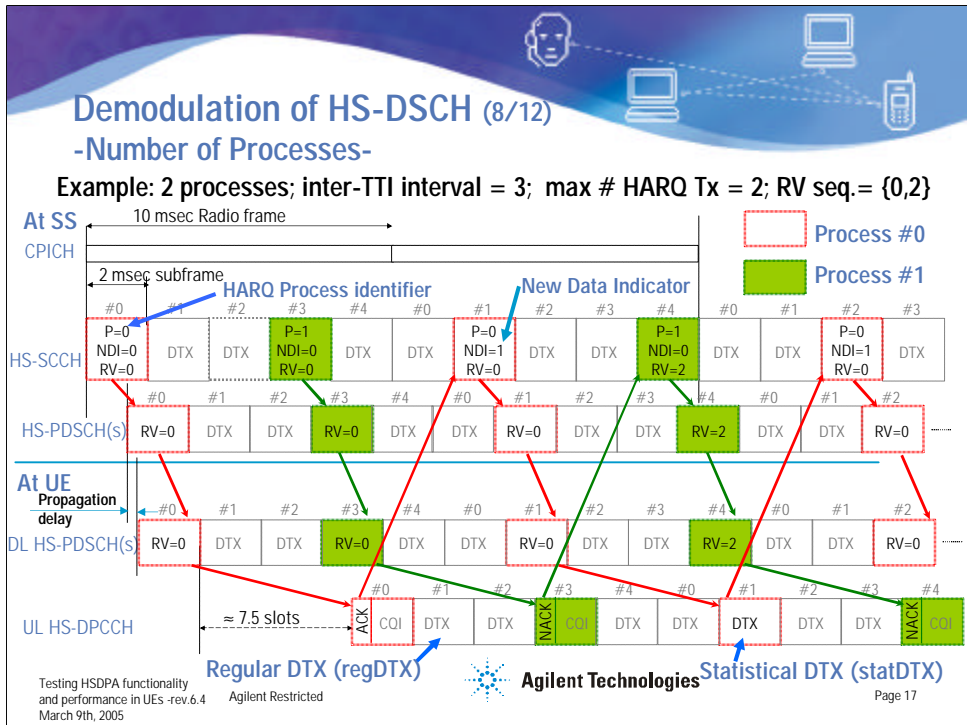 Demodulation of HS-DSCH (8/12)
-Number of Processes-
Example: 2 processes; inter-TTI interval = 3; max # HARQ Tx = 2; RV seq.= {0,2}
At SS
10 msec Radio frame
CPICH
Process #0
Process #1
2 msec subframe
HARQ Process identifier
New Data Indicator
#0 #1 #2 #3 #4 #0 #1 #2 #3 #4 #0 #1 #2 #3
HS-SCCH
P=0 NDI=0 RV=0
DTX
DTX
P=1 NDI=0 RV=0
DTX
DTX
P=0 NDI=1 RV=0
DTX
DTX
P=1 NDI=0 RV=2
DTX
DTX
P=0 NDI=1 RV=0
DTX
#0 #1 #2 #3 #4 #0 #1 #2 #3 #4 #0 #1 #2
HS-PDSCH(s)
RV=0 DTX DTX RV=0 DTX DTX RV=0 DTX DTX RV=2 DTX DTX RV=0
At UE
Propagation
delay
#0 #1 #2 #3 #4 #0 #1 #2 #3 #4 #0 #1 #2
DL HS-PDSCH(s)
RV=0 DTX DTX RV=0 DTX DTX RV=0 DTX DTX RV=2 DTX DTX RV=0
#0 #1 #2 #3 #4 #0 #1 #2 #3 #4
UL HS-DPCCH
≈ 7.5 slots
ACK CQI DTX DTX NACK CQI DTX DTX DTX DTX DTX NACK CQI
Regular DTX (regDTX)
Statistical DTX (statDTX)
Agilent Technologies
Testing HSDPA functionality
and performance in UEs -rev.6.4
March 9th, 2005
Agilent Restricted
Page 17